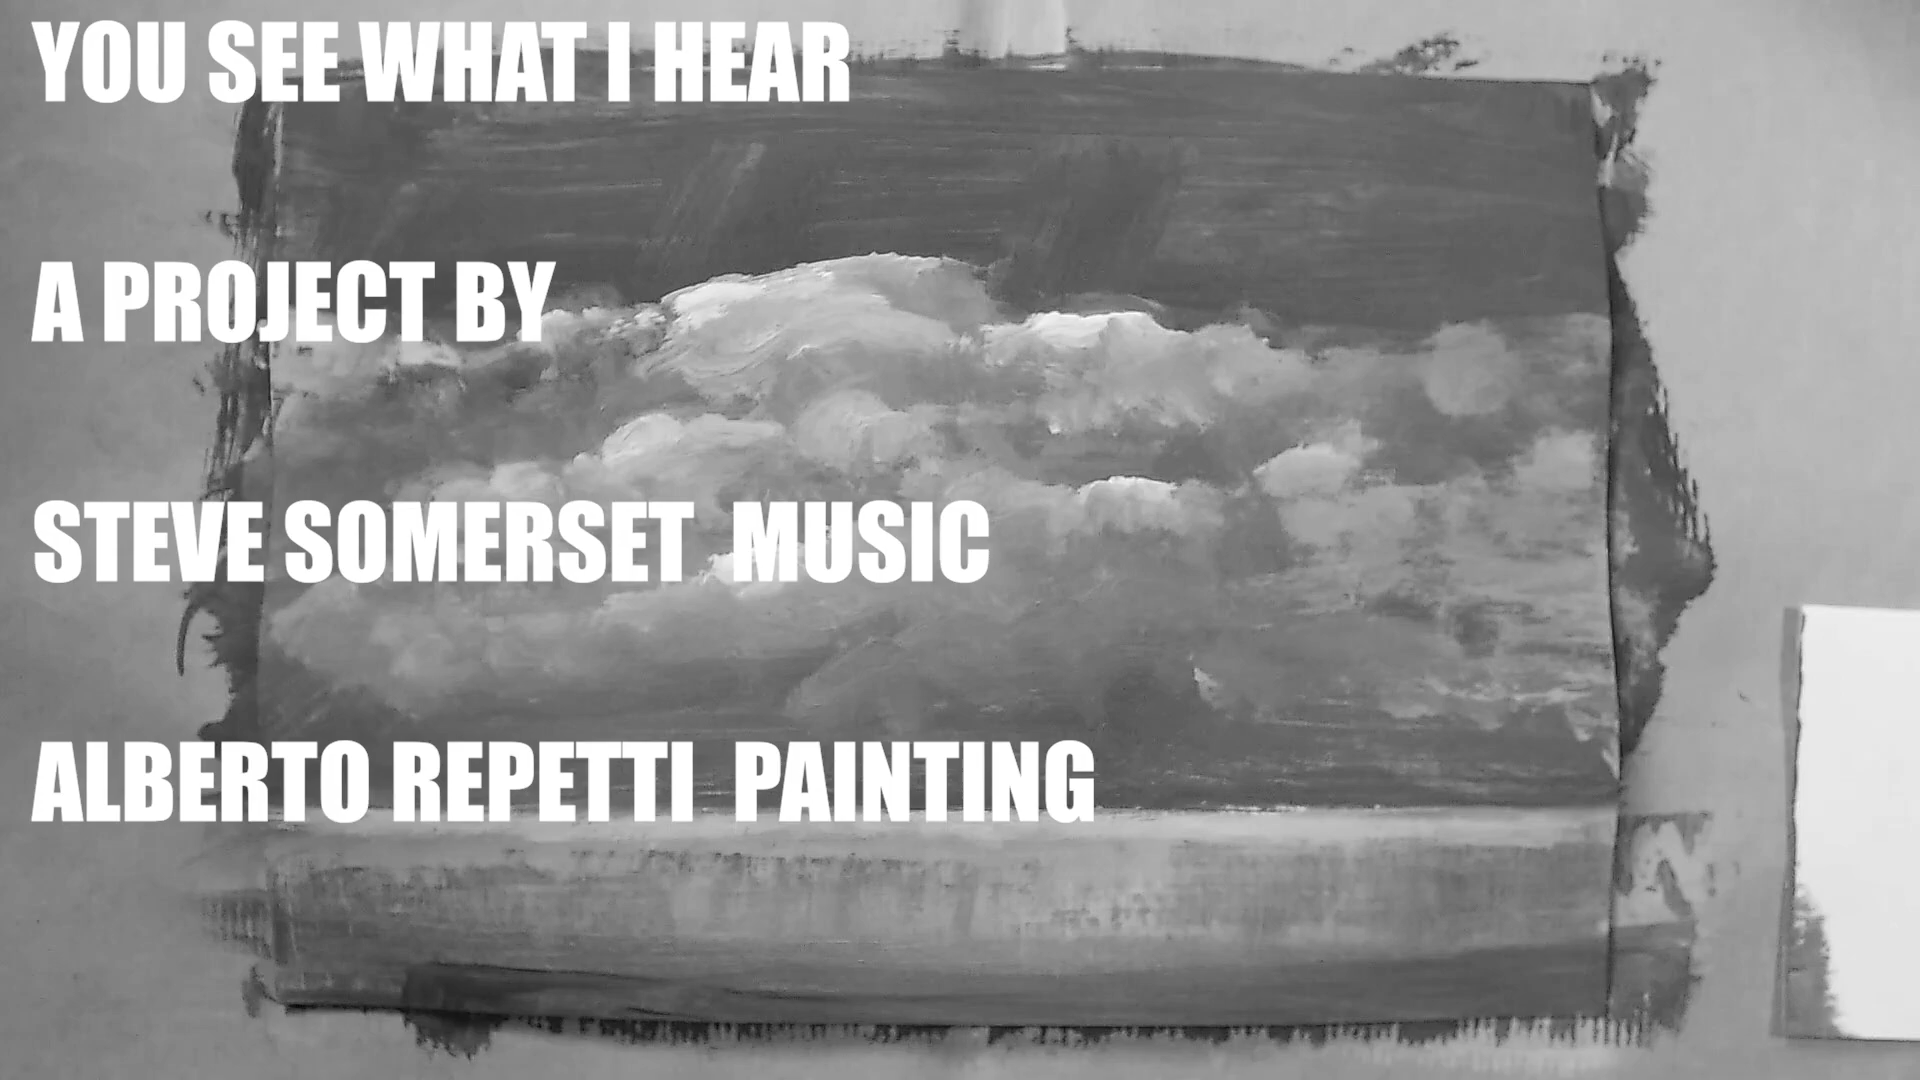 YOU SEE WHAT I HEAR
A PROJECT BY
STEVE SOMERSET MUSIC
ALBERTO REPETTI PAINTING